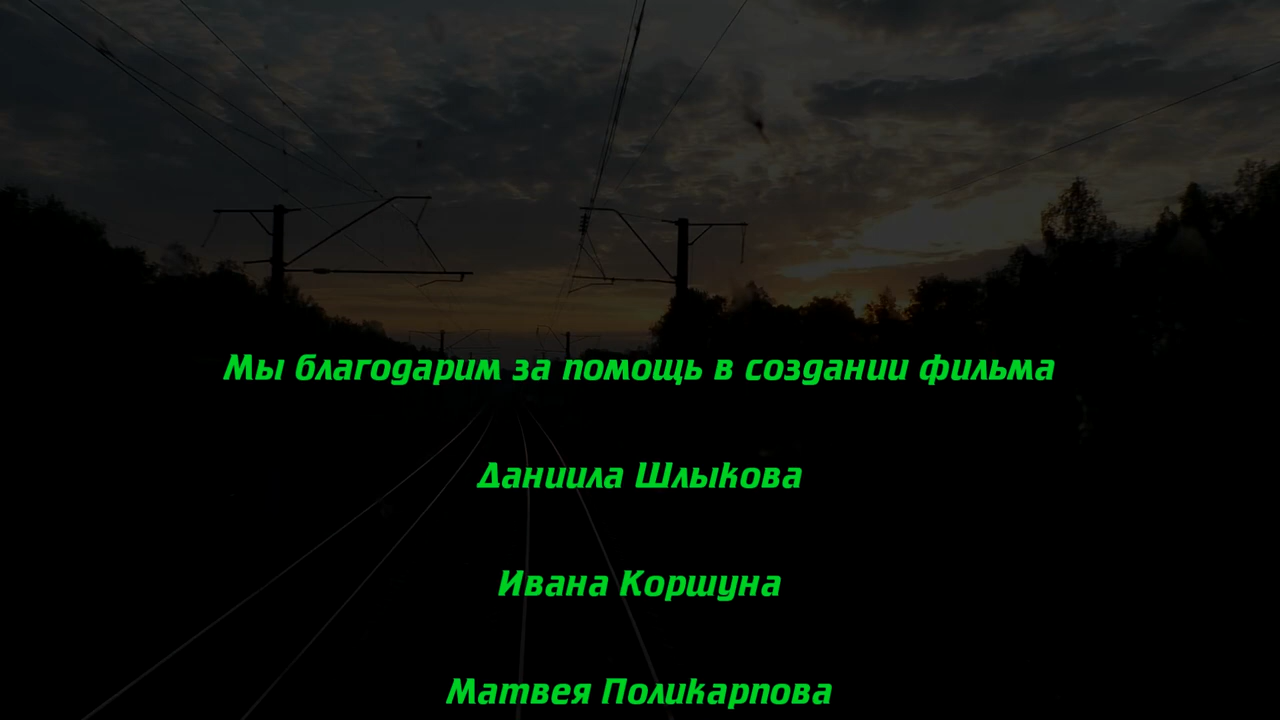 Мы благодарим за помощь в создании фильма
Даниила Шлыкова
Ивана Коршуна
Матвея Поликарпова